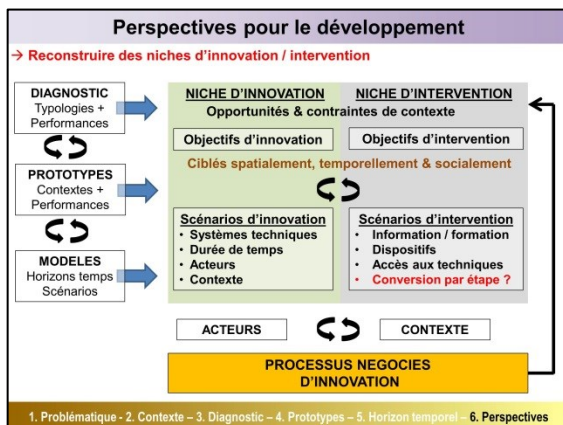 Perspectives pour le développement
→ Reconstruire des niches d'innovation / intervention
DIAGNOSTIC
Typologies +
Performances
PROTOTYPES
Contextes +
Performances
MODELES
Horizons temps
Scénarios
NICHE D'INNOVATION
NICHE D'INTERVENTION
Opportunités & contraintes de contexte
Objectifs d'innovation
Objectifs d'intervention
Ciblés spatialement, temporellement & socialement
Scénarios d'innovation
• Systèmes techniques
• Durée de temps
• Acteurs
• Contexte
Scénarios d'intervention
• Information / formation
• Dispositifs
• Accès aux techniques
• Conversion par étape ?
ACTEURS
CONTEXTE
PROCESSUS NEGOCIES
D'INNOVATION
1. Problématique - 2. Contexte – 3. Diagnostic – 4. Prototypes – 5. Horizon temporel – 6. Perspectives